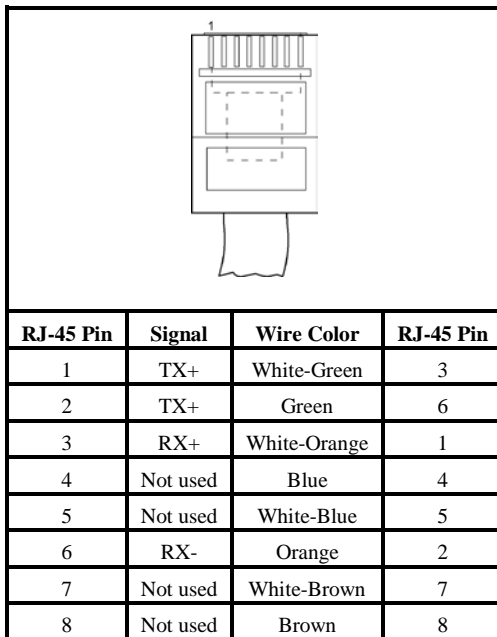 1
RJ-45 Pin Signal Wire Color RJ-45 Pin
1 TX+ White-Green 3
2 TX+ Green 6
3 RX+ White-Orange 1
4 Not used Blue 4
5 Not used White-Blue 5
6 RX- Orange 2
7 Not used White-Brown 7
8 Not used Brown 8